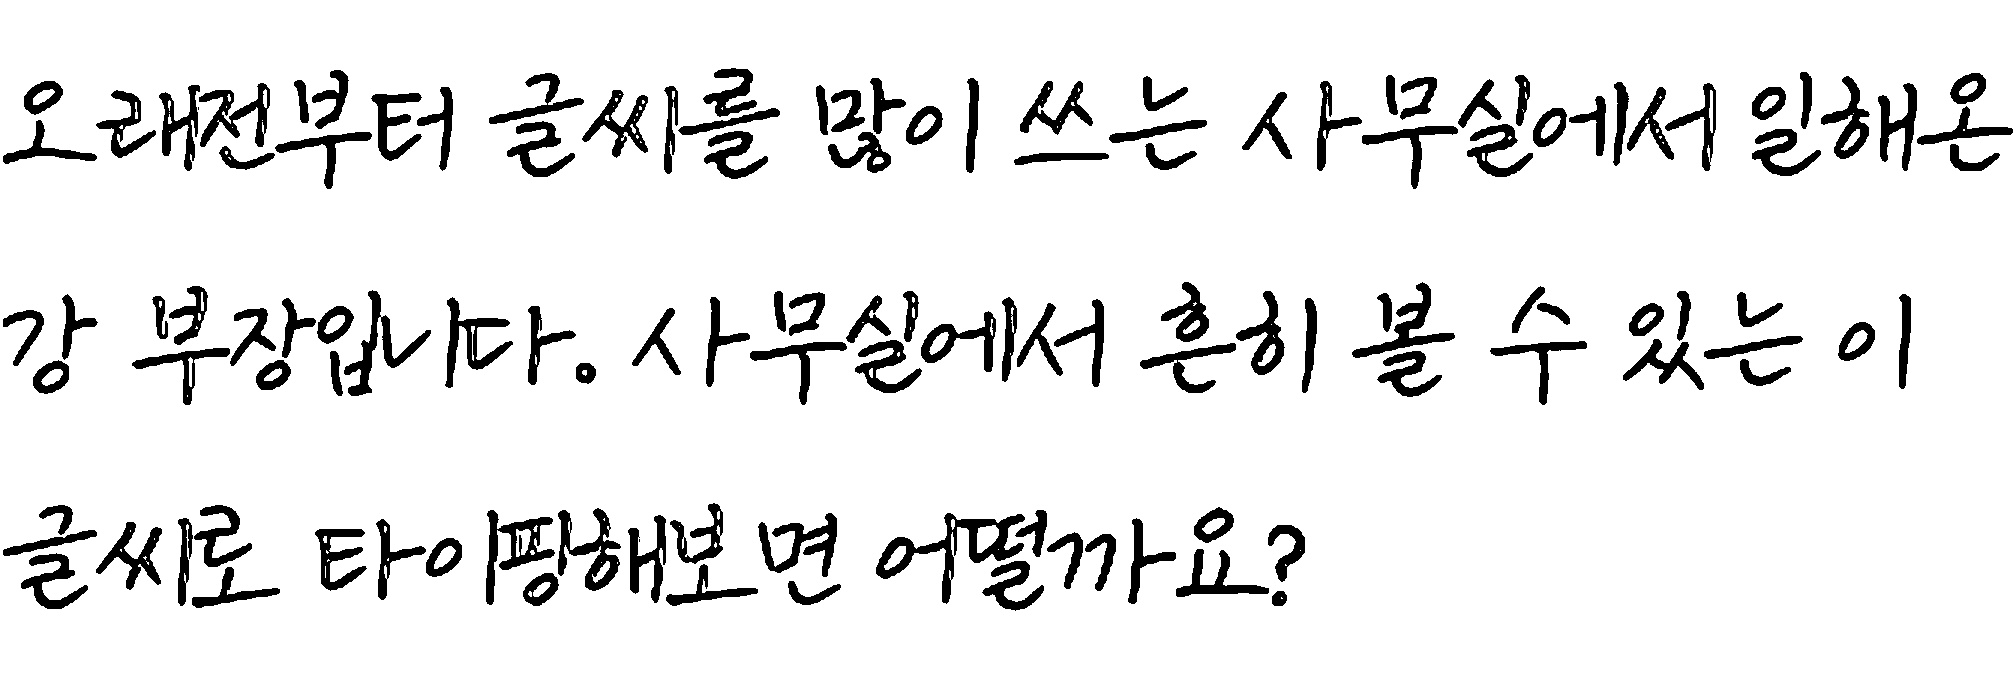 오래전부터 글씨를 많이 쓰는 사무실에서 일해온
강 부장입니다. 사무실에서 흔히 볼 수 있는 이
글씨로 타이핑해보면 어떨까요?